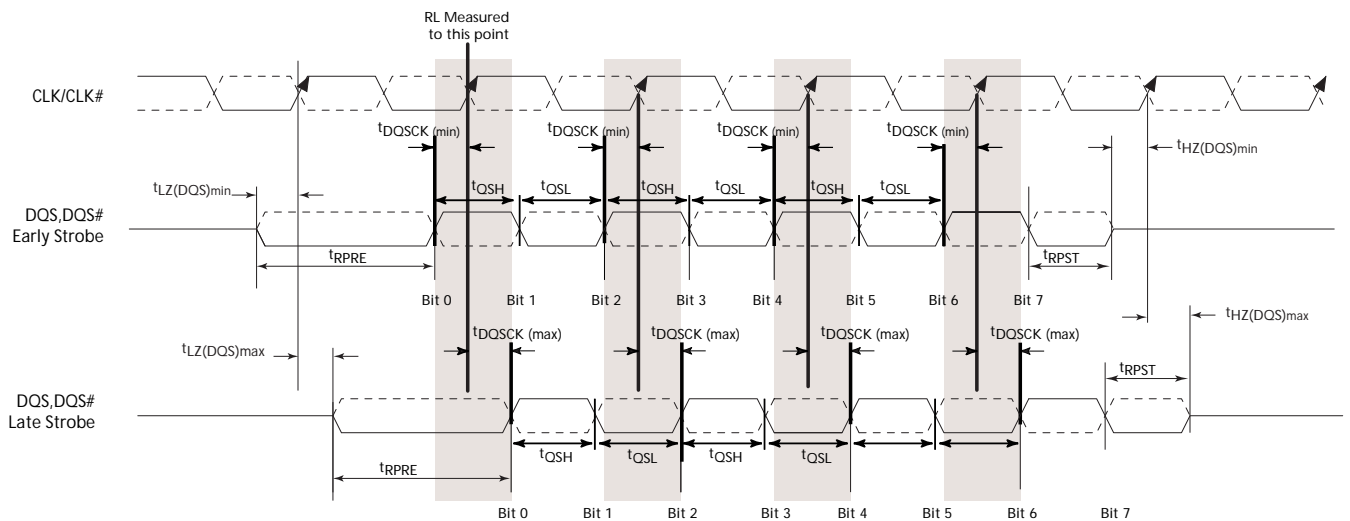 RL Measured
to this point
CLK/CLK#
tDQSCK (min) tDQSCK (min) tDQSCK (min) tDQSCK (min)
tHZ(DQS)min
tLZ(DQS)min
tQSH tQSL tQSH tQSL tQSH tQSL
DQS,DQS#
Early Strobe
tRPRE tRPST
Bit 0 Bit 1 Bit 2 Bit 3 Bit 4 Bit 5 Bit 6 Bit 7
tHZ(DQS)max
tDQSCK (max) tDQSCK (max) tDQSCK (max) tDQSCK (max)
tLZ(DQS)max
tRPST
DQS,DQS#
Late Strobe
tQSH tQSL tQSH tQSL
tRPRE
Bit 0 Bit 1 Bit 2 Bit 3 Bit 4 Bit 5 Bit 6 Bit 7